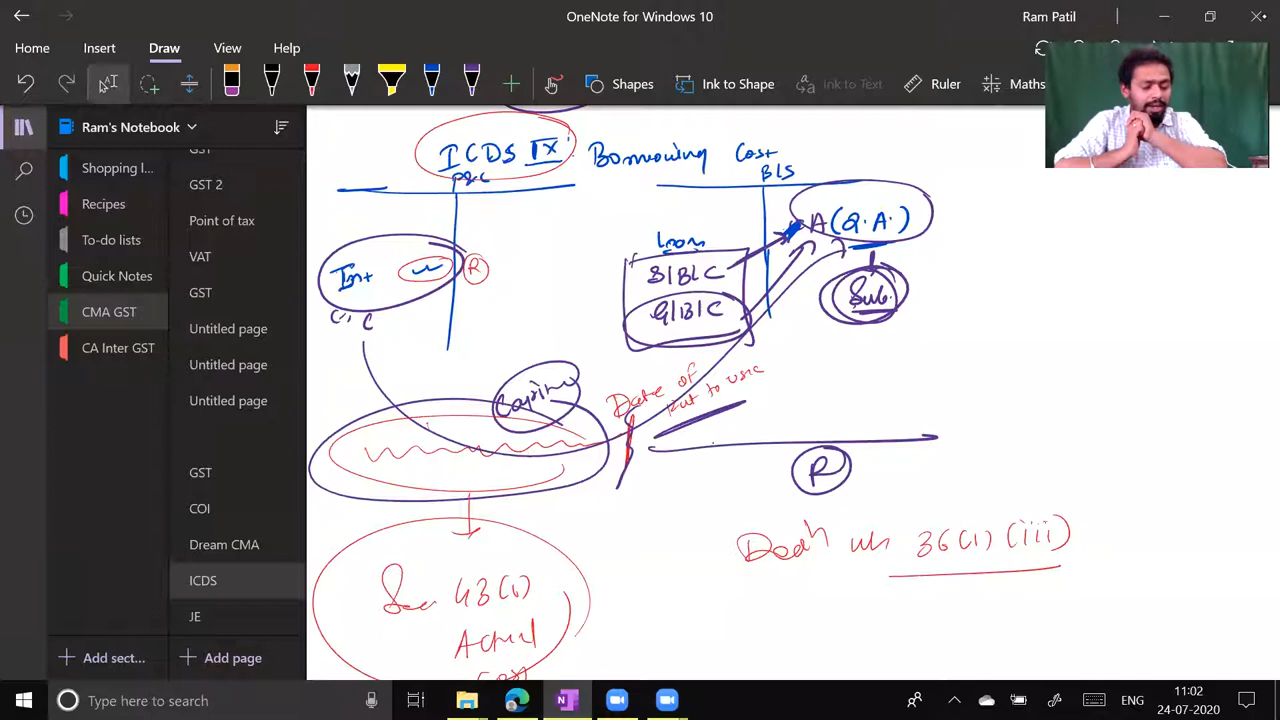 OneNote for Windows 10
Ram Patil
Home Insert Draw View Help
Shapes Ink to Shape Ink to Text Ruler Maths
Ram's Notebook
Shopping l...
Recipes
To-do lists
Quick Notes
CMA GST
CA Inter GST
GST
GST 2
Point of tax
VAT
GST
Untitled page
Untitled page
Untitled page
GST
COI
Dream CMA
ICDS
JE
Add sect...
Add page
ICDS IX Borrowing Cost
P&L
B/S
A (Q.A.)
Loan
S/B/C
G/B/C
Int
R
Sub.
Date of
Put to use
R
Dedn u/s 36(1)(iii)
Sec 43(1)
Actual
Cost
Type here to search
ENG
11:02
24-07-2020